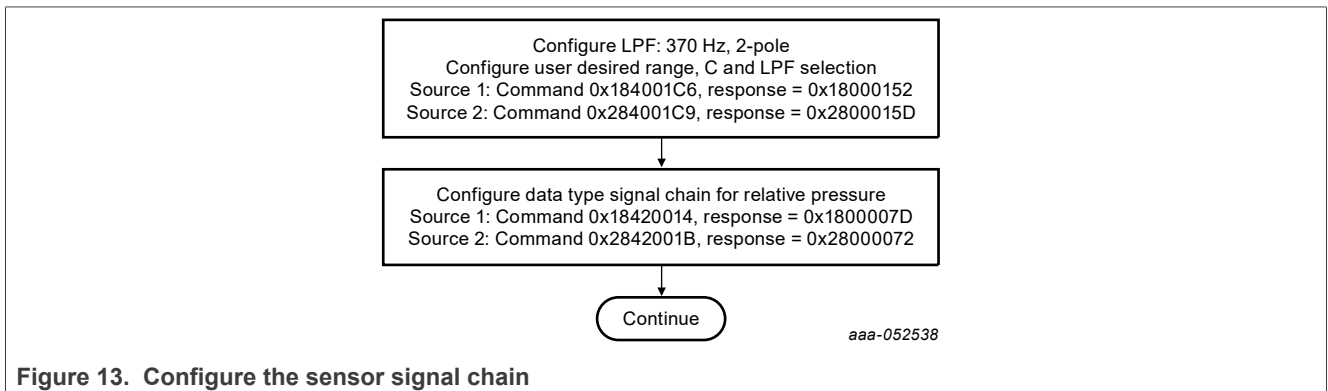 Configure LPF: 370 Hz, 2-pole
Configure user desired range, C and LPF selection
Source 1: Command 0x184001C6, response = 0x18000152
Source 2: Command 0x284001C9, response = 0x2800015D
Configure data type signal chain for relative pressure
Source 1: Command 0x18420014, response = 0x1800007D
Source 2: Command 0x2842001B, response = 0x28000072
Continue
aaa-052538
Figure 13. Configure the sensor signal chain